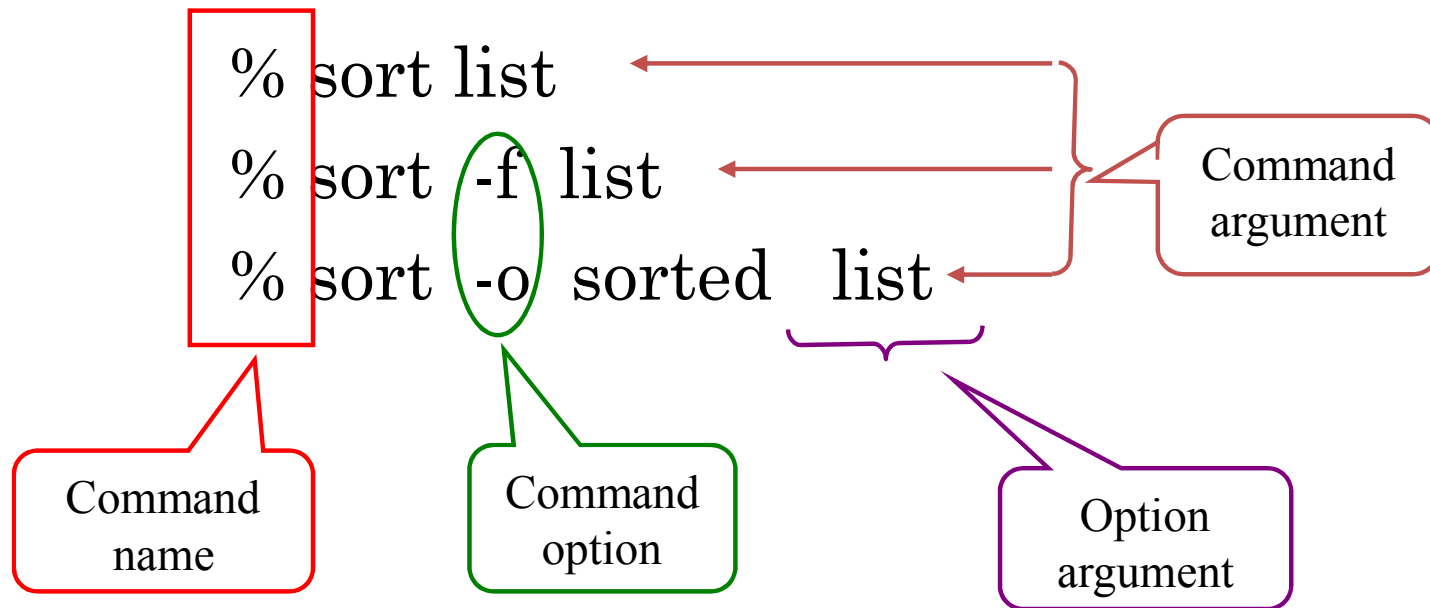 % sort list
% sort -f list
% sort -o sorted list
Command
argument
Command
name
Command
option
Option
argument